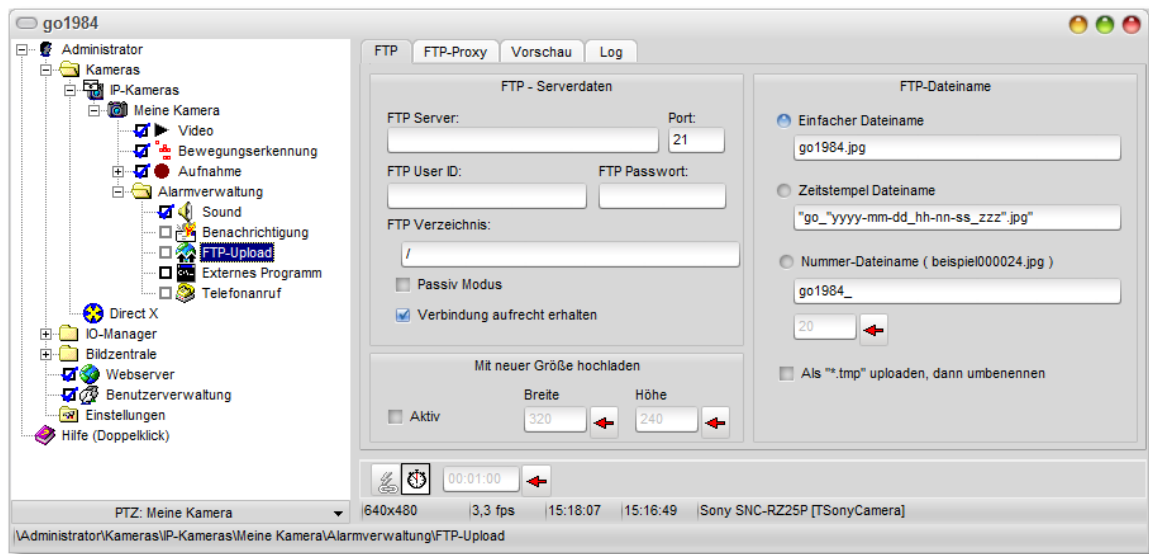 go1984
Administrator
Kameras
IP-Kameras
Meine Kamera
Video
Bewegungserkennung
Aufnahme
Alarmverwaltung
Sound
Benachrichtigung
FTP-Upload
Externes Programm
Telefonanruf
Direct X
IO-Manager
Bildzentrale
Webserver
Benutzerverwaltung
Einstellungen
Hilfe (Doppelklick)
PTZ: Meine Kamera
FTP FTP-Proxy Vorschau Log
FTP - Serverdaten
FTP Server: Port:
21
FTP User ID: FTP Passwort:
FTP Verzeichnis:
/
Passiv Modus
Verbindung aufrecht erhalten
Mit neuer Größe hochladen
Breite Höhe
Aktiv 320 240
FTP-Dateiname
Einfacher Dateiname
go1984.jpg
Zeitstempel Dateiname
"go_"yyyy-mm-dd_hh-nn-ss_zzz".jpg"
Nummer-Dateiname ( beispiel000024.jpg )
go1984_
20
Als "*.tmp" uploaden, dann umbenennen
00:01:00
640x480 3,3 fps 15:18:07 15:16:49 Sony SNC-RZ25P [TSonyCamera]
\Administrator\Kameras\IP-Kameras\Meine Kamera\Alarmverwaltung\FTP-Upload